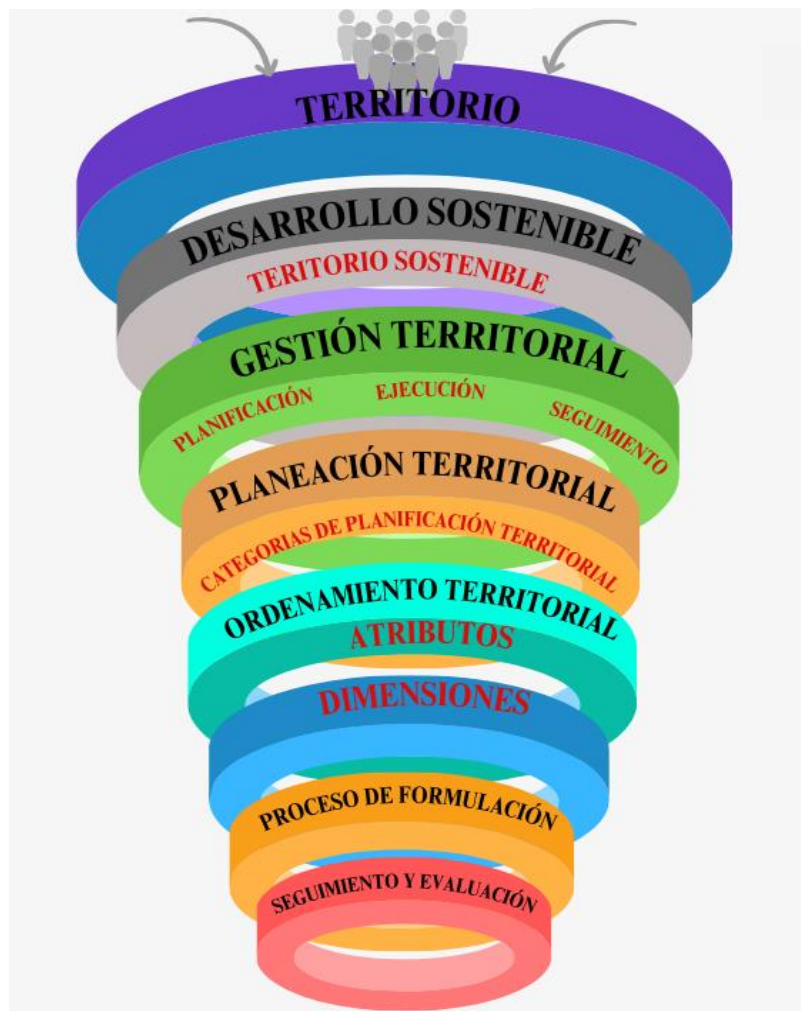 TERRITORIO
DESARROLLO SOSTENIBLE
TERITORIO SOSTENIBLE
GESTIÓN TERRITORIAL
PLANIFICACIÓN EJECUCIÓN SEGUIMIENTO
PLANEACIÓN TERRITORIAL
CATEGORIAS DE PLANIFICACIÓN TERRITORIAL
ORDENAMIENTO TERRITORIAL
ATRIBUTOS
DIMENSIONES
PROCESO DE FORMULACIÓN
SEGUIMIENTO Y EVALUACIÓN